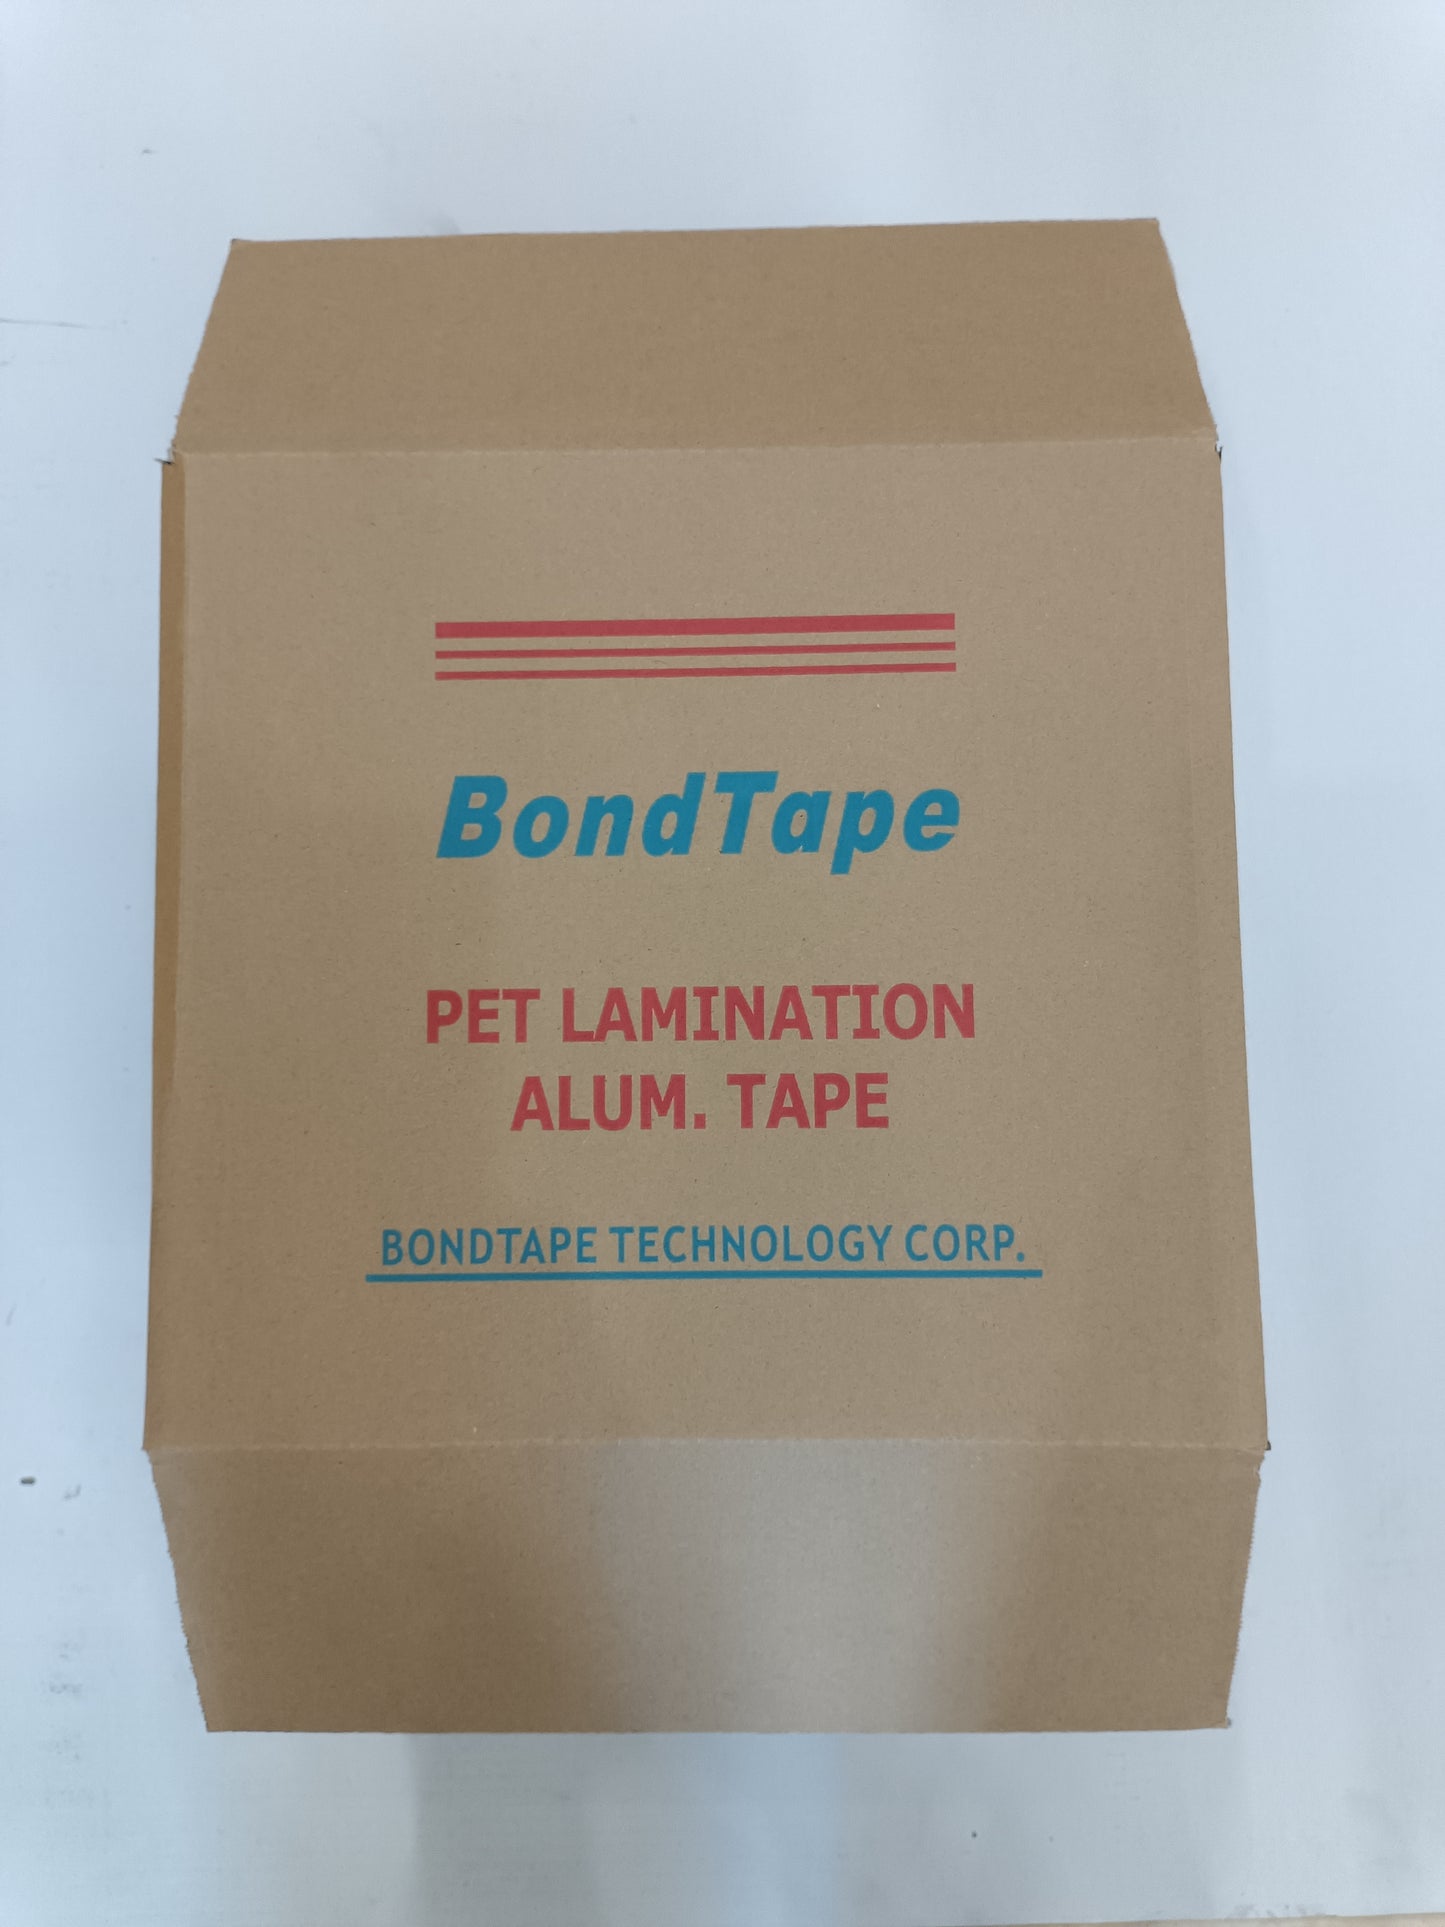 BondTape
PET LAMINATION
ALUM. TAPE
BONDTAPE TECHNOLOGY CORP.